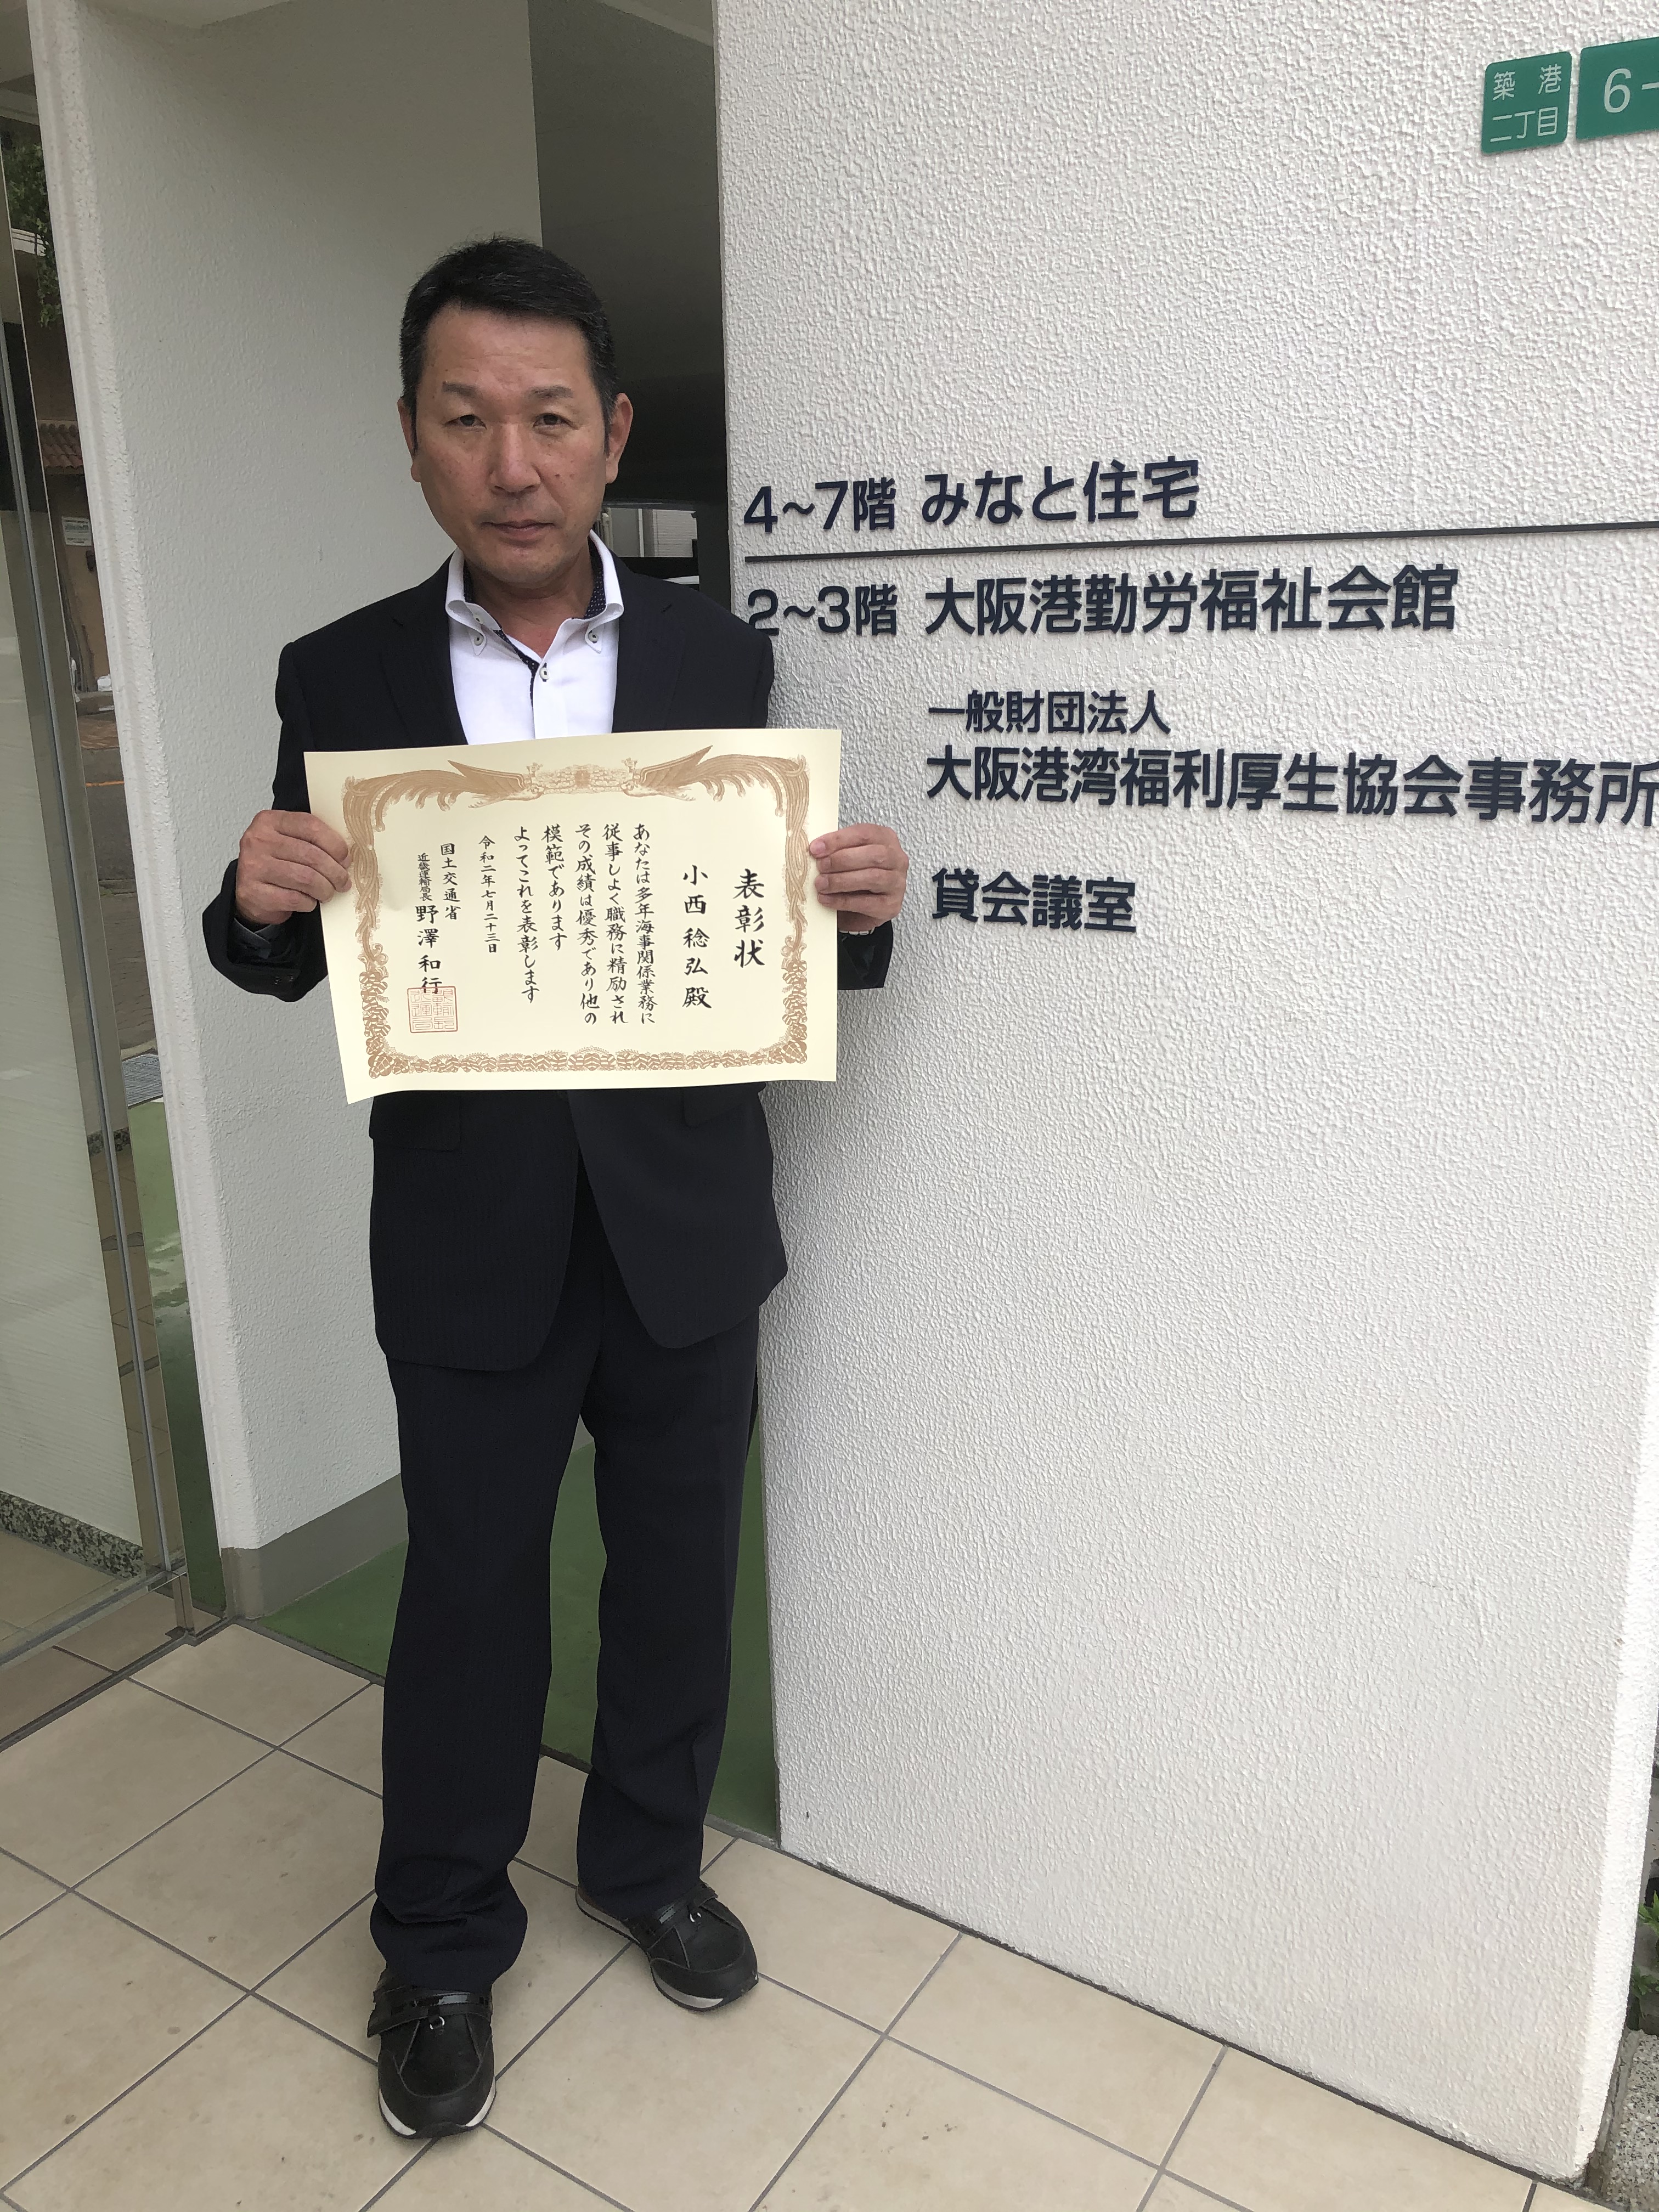 築港
二丁目
6-
4~7階 みなと住宅
2~3階 大阪港勤労福祉会館
一般財団法人
大阪港湾福利厚生協会事務所
貸会議室
表彰状
小西稔弘殿
あなたは多年海事関係業務に
従事しよく職務に精励され
その成績は優秀であり他の
模範であります
よってこれを表彰します
令和二年七月二十三日
国土交通省
近畿運輸局長 野澤和行